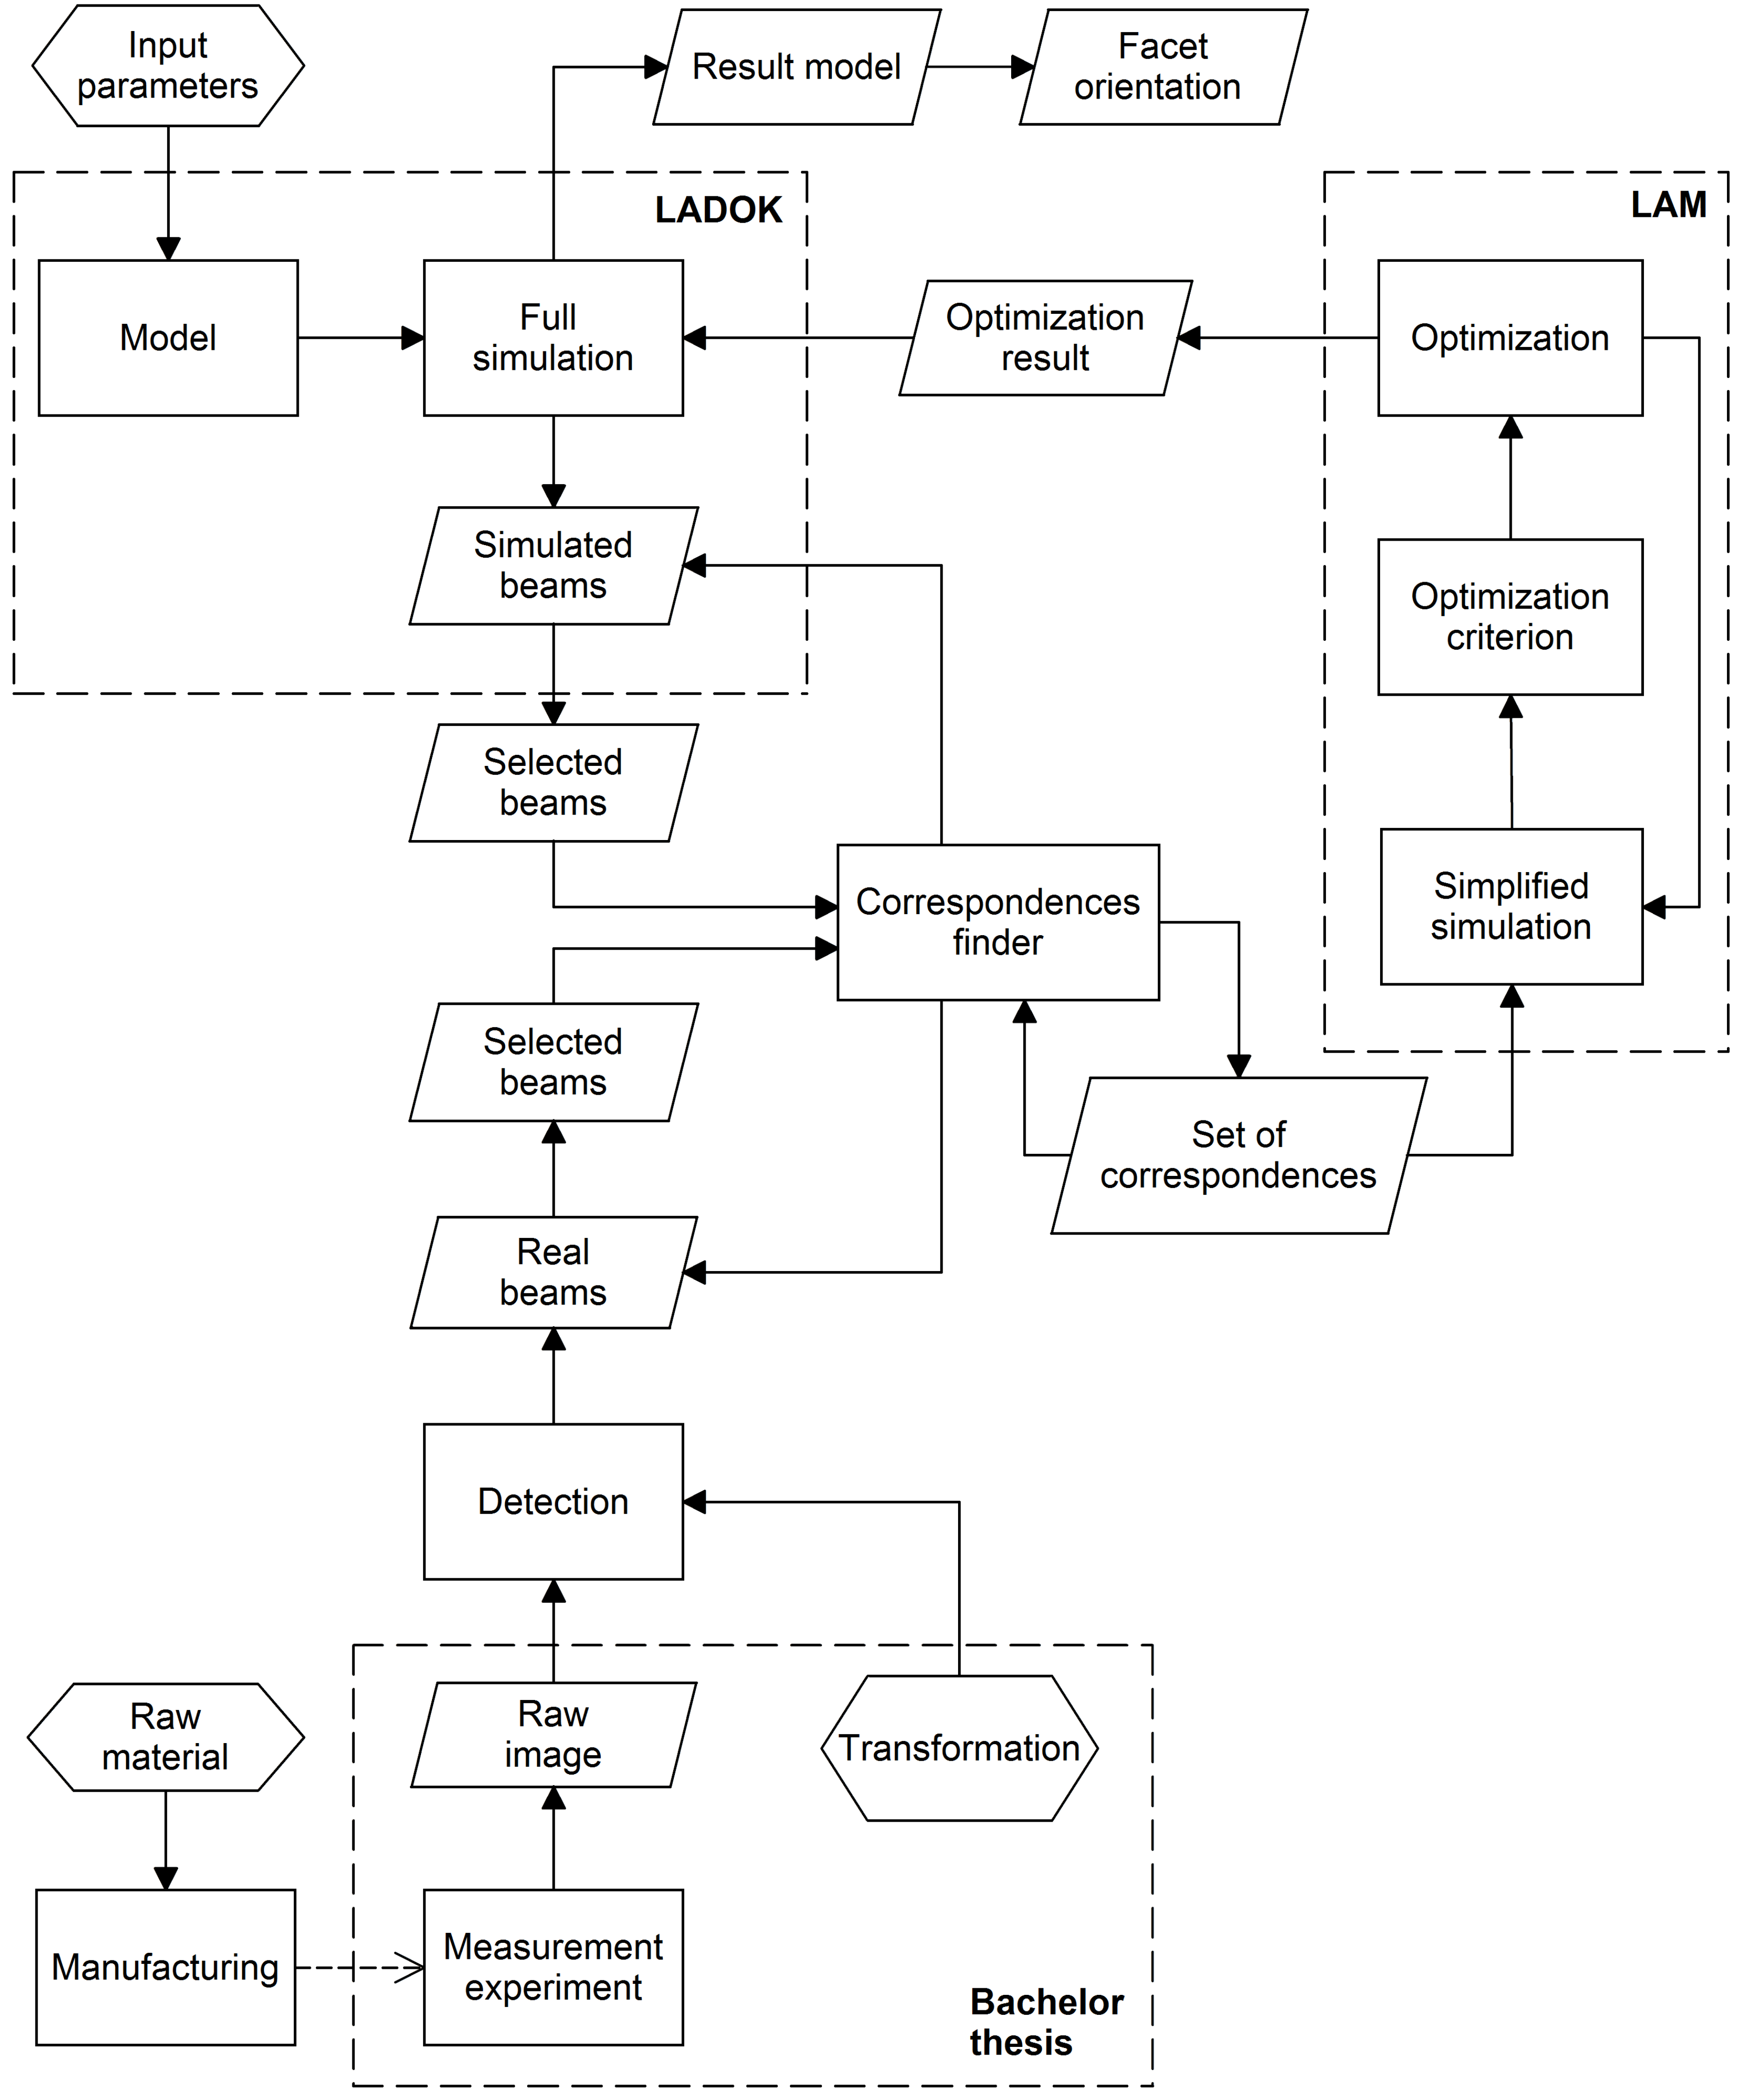 Input
parameters
Result model
Facet
orientation
LADOK
LAM
Model
Full
simulation
Optimization
result
Optimization
Simulated
beams
Optimization
criterion
Selected
beams
Correspondences
finder
Simplified
simulation
Selected
beams
Set of
correspondences
Real
beams
Detection
Raw
material
Raw
image
Transformation
Manufacturing
Measurement
experiment
Bachelor
thesis